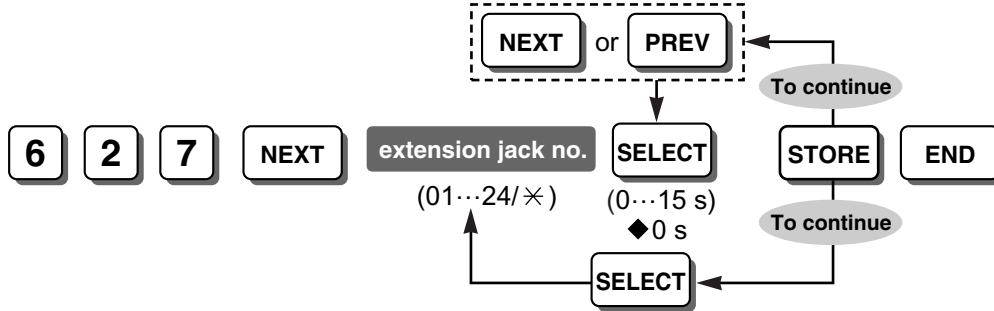 NEXT or PREV
To continue
6 2 7 NEXT extension jack no. SELECT STORE END
(01···24/✳) (0···15 s)
◆0 s
To continue
SELECT